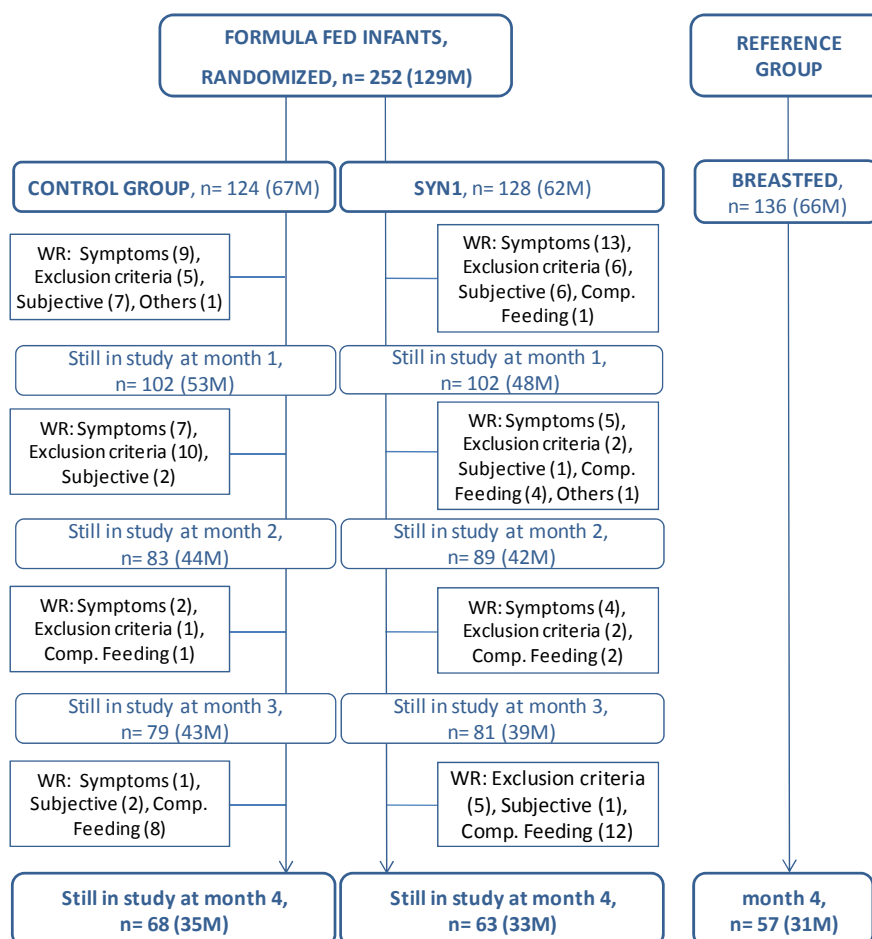 FORMULA FED INFANTS,
RANDOMIZED, n= 252 (129M)
REFERENCE
GROUP
CONTROL GROUP, n= 124 (67M)
SYN1, n= 128 (62M)
BREASTFED,
n= 136 (66M)
WR:  Symptoms (9),
Exclusion criteria (5),
Subjective (7), Others (1)
WR: Symptoms (13),
Exclusion criteria (6),
Subjective (6), Comp.
Feeding (1)
Still in study at month 1,
n= 102 (53M)
Still in study at month 1,
n= 102 (48M)
WR: Symptoms (7),
Exclusion criteria (10),
Subjective (2)
WR: Symptoms (5),
Exclusion criteria (2),
Subjective (1), Comp.
Feeding (4), Others (1)
Still in study at month 2,
n= 83 (44M)
Still in study at month 2,
n= 89 (42M)
WR: Symptoms (2),
Exclusion criteria (1),
Comp. Feeding (1)
WR: Symptoms (4),
Exclusion criteria (2),
Comp. Feeding (2)
Still in study at month 3,
n= 79 (43M)
Still in study at month 3,
n= 81 (39M)
WR:  Symptoms (1),
Subjective (2), Comp.
Feeding (8)
WR: Exclusion criteria
(5), Subjective (1),
Comp. Feeding (12)
Still in study at month 4,
n= 68 (35M)
Still in study at month 4,
n= 63 (33M)
month 4,
n= 57 (31M)